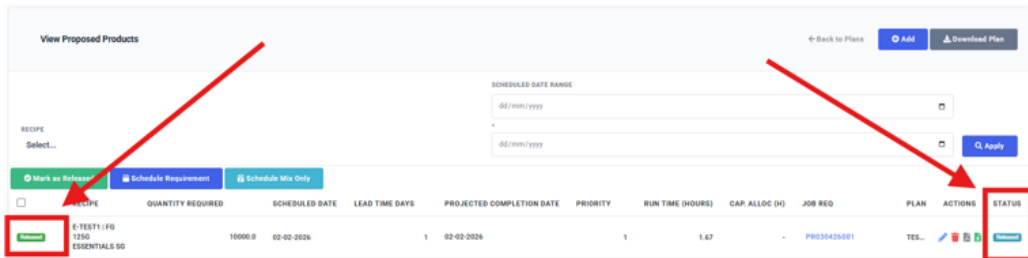 View Proposed Products
Back to Plans
Add
Download Plan
SCHEDULED DATE RANGE
dd/mm/yyyy
-
RECIPE
Select...
dd/mm/yyyy
Apply
Mark as Released
Schedule Requirement
Schedule Mix Only
RECIPE QUANTITY REQUIRED SCHEDULED DATE LEAD TIME DAYS PROJECTED COMPLETION DATE PRIORITY RUN TIME (HOURS) CAP. ALLOC (H) JOB REQ PLAN ACTIONS STATUS
Released
E-TEST1 : FG
125G
ESSENTIALS SG
10000.0 02-02-2026 1 02-02-2026 1 1.67 - PR030426001 TES... Released